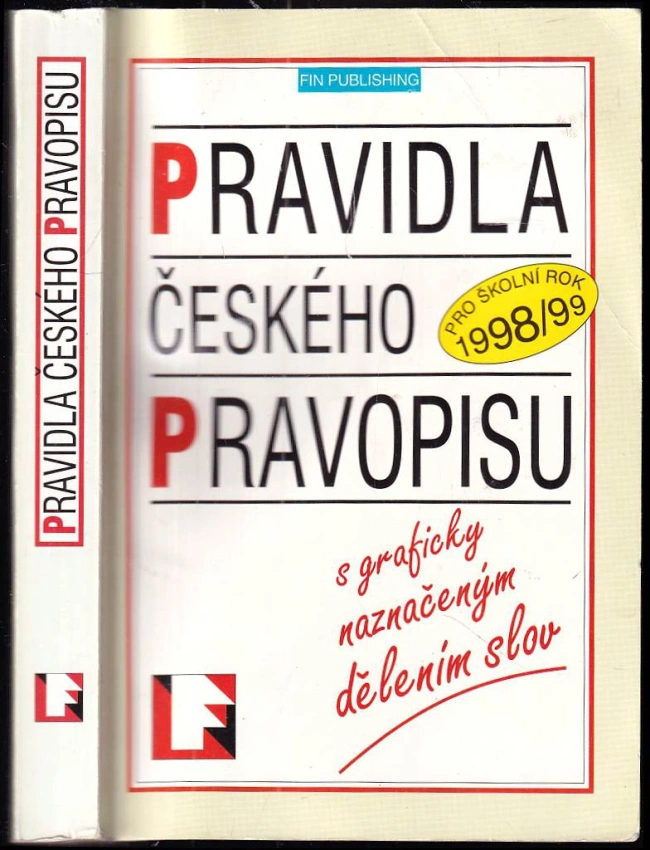 PRAVIDLA ČESKÉHO PRAVOPISU
FIN PUBLISHING
PRAVIDLA
ČESKÉHO
PRO ŠKOLNÍ ROK
1998/99
PRAVOPISU
s graficky
naznačeným
dělením slov